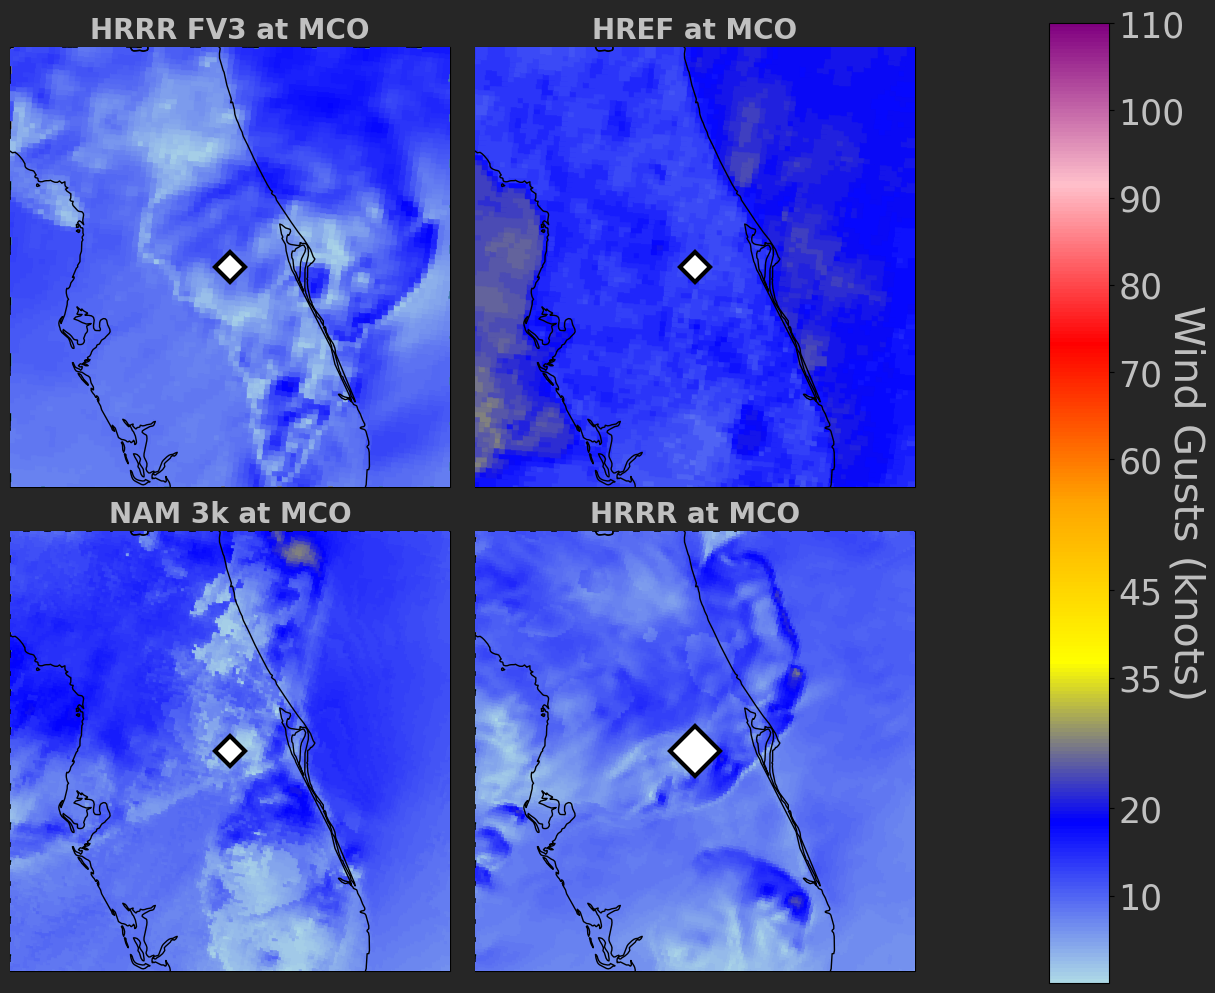 HRRR FV3 at MCO
HREF at MCO
NAM 3k at MCO
HRRR at MCO
110
100
90
80
70
60
45
35
20
10
Wind Gusts (knots)